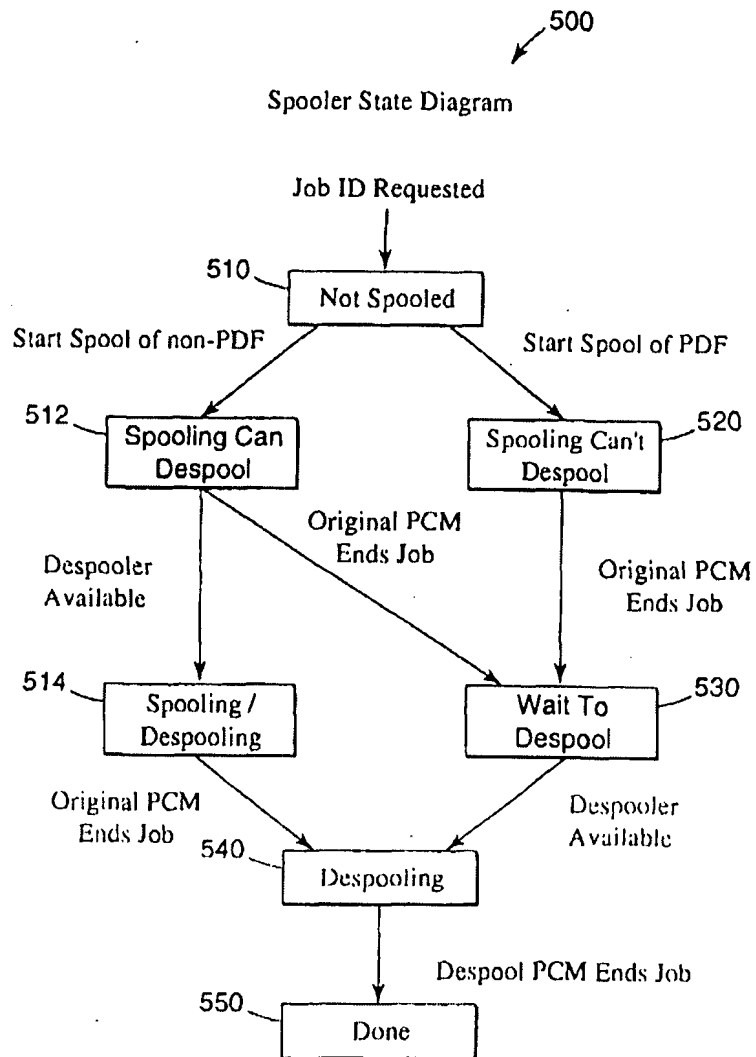 500
Spooler State Diagram
Job ID Requested
510
Not Spooled
Start Spool of non-PDF
Start Spool of PDF
512
Spooling Can
Despool
Spooling Can't
Despool
520
Original PCM
Ends Job
Despooler
Available
Original PCM
Ends Job
514
Spooling /
Despooling
Wait To
Despool
530
Original PCM
Ends Job
Despooler
Available
540
Despooling
Despool PCM Ends Job
550
Done